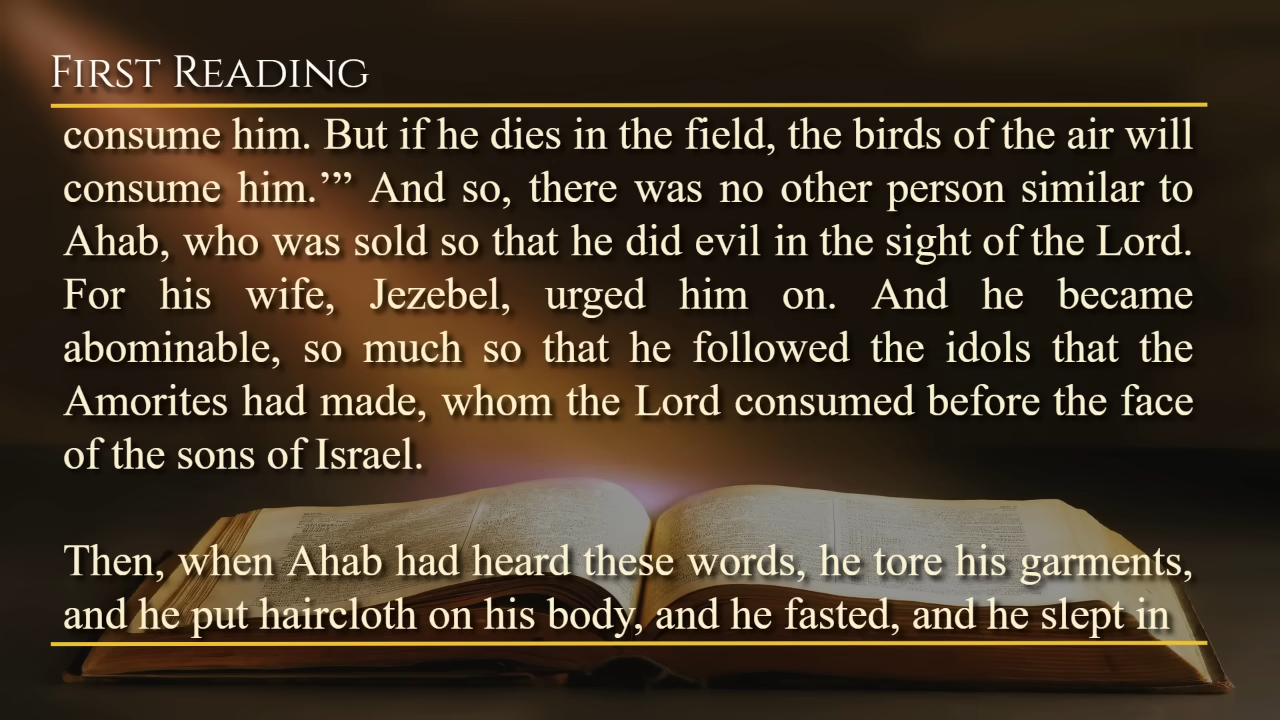 First Reading
consume him. But if he dies in the field, the birds of the air will
consume him.’” And so, there was no other person similar to
Ahab, who was sold so that he did evil in the sight of the Lord.
For his wife, Jezebel, urged him on. And he became
abominable, so much so that he followed the idols that the
Amorites had made, whom the Lord consumed before the face
of the sons of Israel.
Then, when Ahab had heard these words, he tore his garments,
and he put haircloth on his body, and he fasted, and he slept in